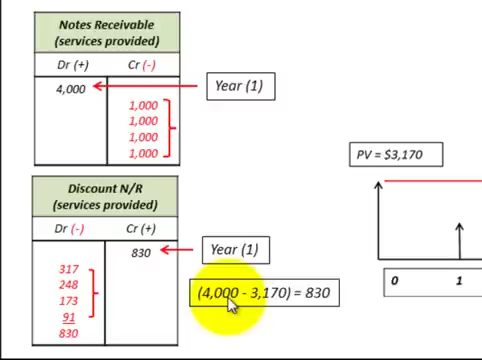 Notes Receivable
(services provided)
Dr (+) Cr (-)
4,000
Year (1)
1,000
1,000
1,000
1,000
PV = $3,170
Discount N/R
(services provided)
Dr (-) Cr (+)
830
Year (1)
317
248
173
91
830
(4,000 - 3,170) = 830
0 1